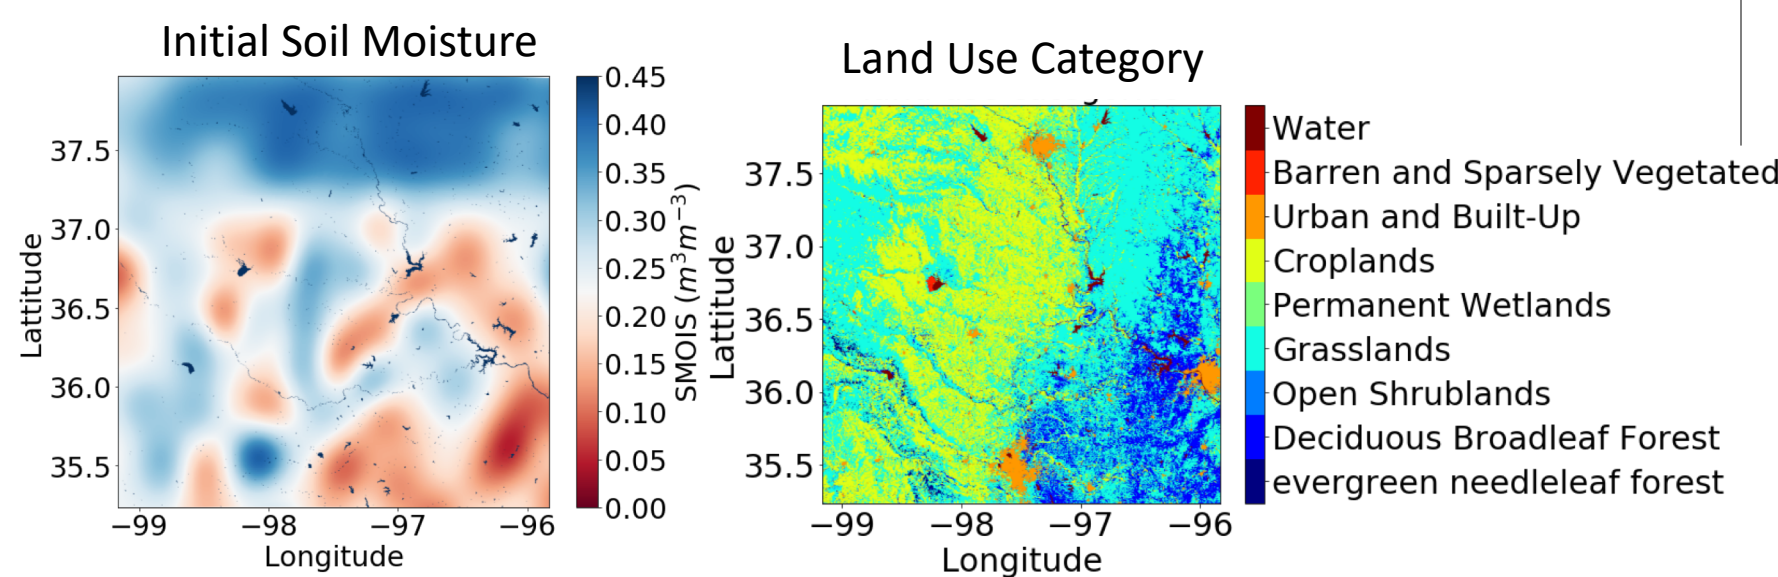 Initial Soil Moisture
0.45
0.40
0.35
0.30
0.25
0.20
0.15
0.10
0.05
0.00
SMOIS (m³m⁻³)
37.5
37.0
36.5
36.0
35.5
Lattitude
−99
−98
−97
−96
Longitude
Land Use Category
37.5
37.0
36.5
36.0
35.5
Lattitude
−99
−98
−97
−96
Longitude
Water
Barren and Sparsely Vegetated
Urban and Built-Up
Croplands
Permanent Wetlands
Grasslands
Open Shrublands
Deciduous Broadleaf Forest
evergreen needleleaf forest